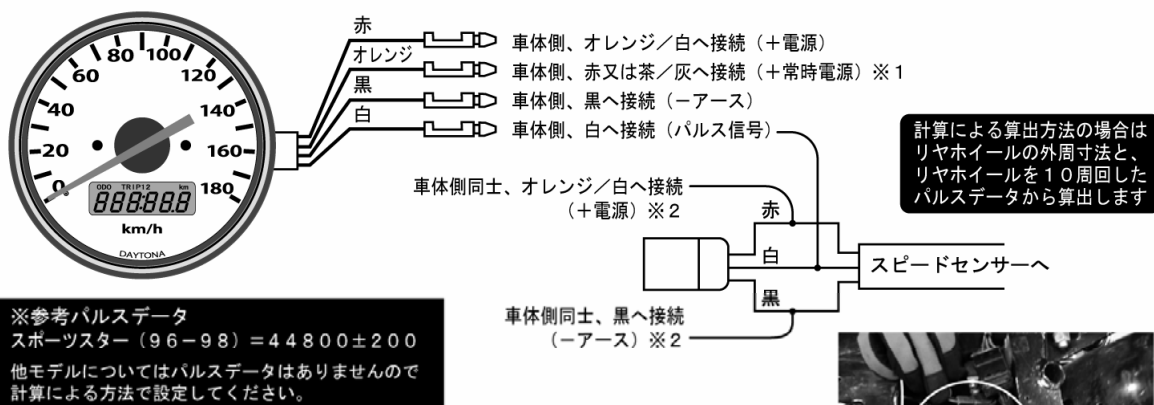 赤
オレンジ
黒
白
車体側、オレンジ／白へ接続（＋電源）
車体側、赤又は茶／灰へ接続（＋常時電源）※１
車体側、黒へ接続（－アース）
車体側、白へ接続（パルス信号）
0
20
40
60
80
100
120
140
160
180
ODO TRIP12 km
888:88.8
km/h
DAYTONA
計算による算出方法の場合は
リヤホイールの外周寸法と、
リヤホイールを１０周回した
パルスデータから算出します
車体側同士、オレンジ／白へ接続
（＋電源）※２
赤
白
黒
スピードセンサーへ
車体側同士、黒へ接続
（－アース）※２
※参考パルスデータ
スポーツスター（９６－９８）＝４４８００±２００
他モデルについてはパルスデータはありませんので
計算による方法で設定してください。